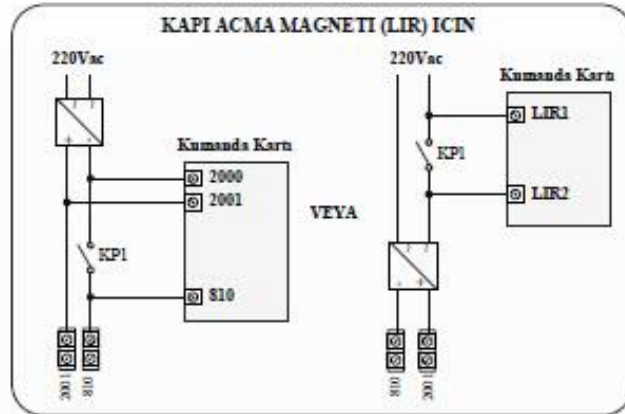 KAPI ACMA MAGNETI (LIR) ICIN
220Vac
Kumanda Kartı
2000
2001
KP1
810
2001
810
VEYA
220Vac
Kumanda Kartı
LIR1
KP1
LIR2
810
2001